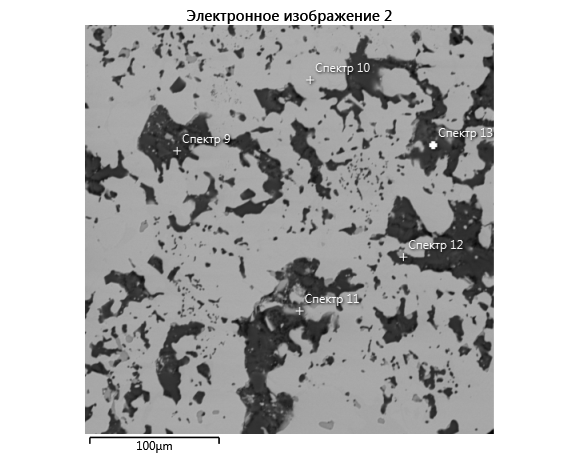 Электронное изображение 2
Спектр 10
Спектр 13
Спектр 9
Спектр 12
Спектр 11
100µm